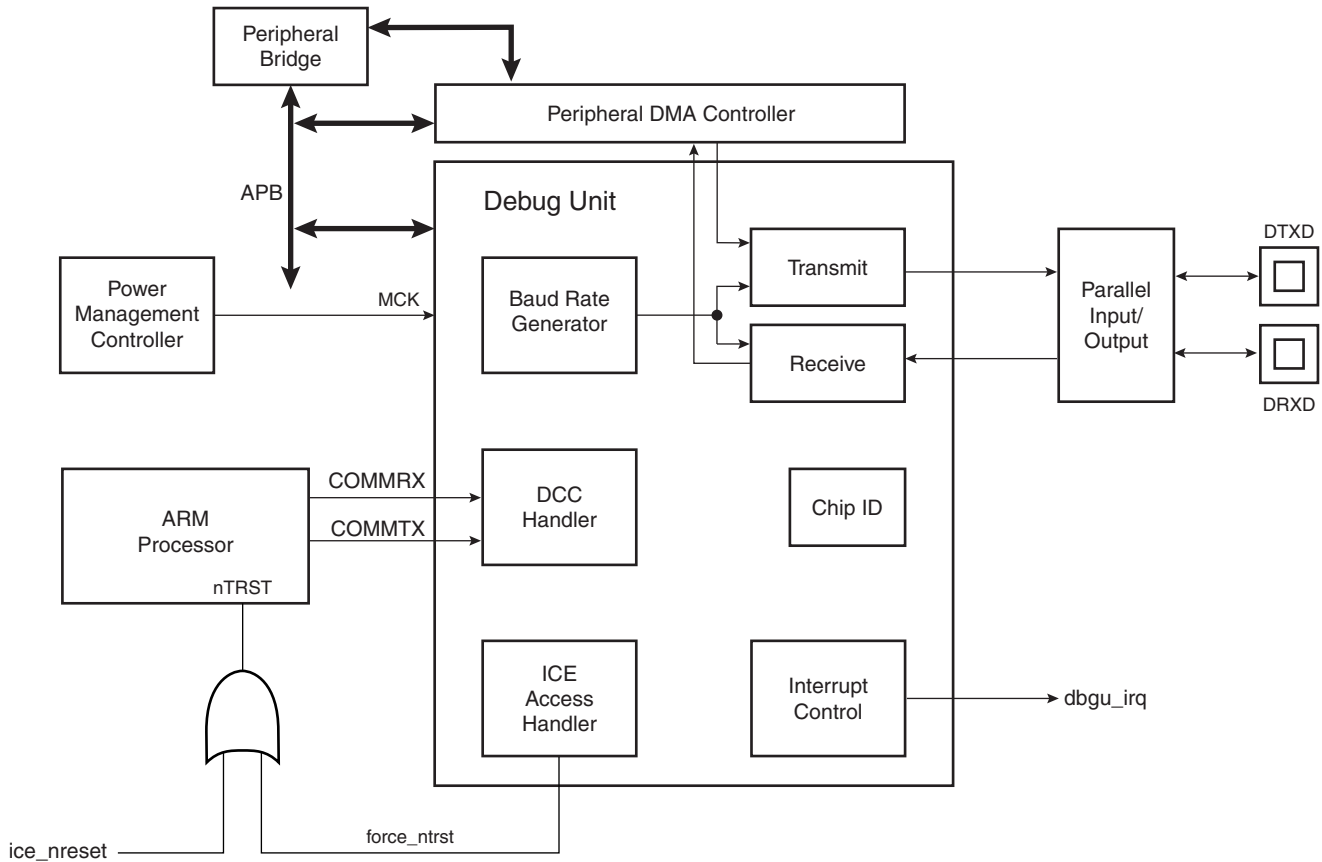 Peripheral
Bridge
Peripheral DMA Controller
APB
Debug Unit
DTXD
Power
Management
Controller
MCK
Baud Rate
Generator
Transmit
Receive
Parallel
Input/
Output
DRXD
ARM
Processor
nTRST
COMMRX
COMMTX
DCC
Handler
Chip ID
ICE
Access
Handler
Interrupt
Control
dbgu_irq
force_ntrst
ice_nreset